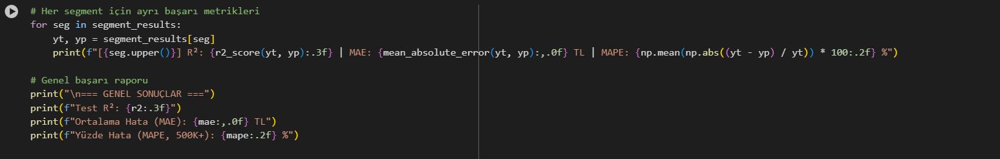 # Her segment için ayrı başarı metrikleri
for seg in segment_results:
    yt, yp = segment_results[seg]
    print(f"[{seg.upper()}] R²: {r2_score(yt, yp):.3f} | MAE: {mean_absolute_error(yt, yp):,.0f} TL | MAPE: {np.mean(np.abs((yt - yp) / yt)) * 100:.2f} %")
# Genel başarı raporu
print("\n=== GENEL SONUÇLAR ===")
print(f"Test R²: {r2:.3f}")
print(f"Ortalama Hata (MAE): {mae:,.0f} TL")
print(f"Yüzde Hata (MAPE, 500K+): {mape:.2f} %")